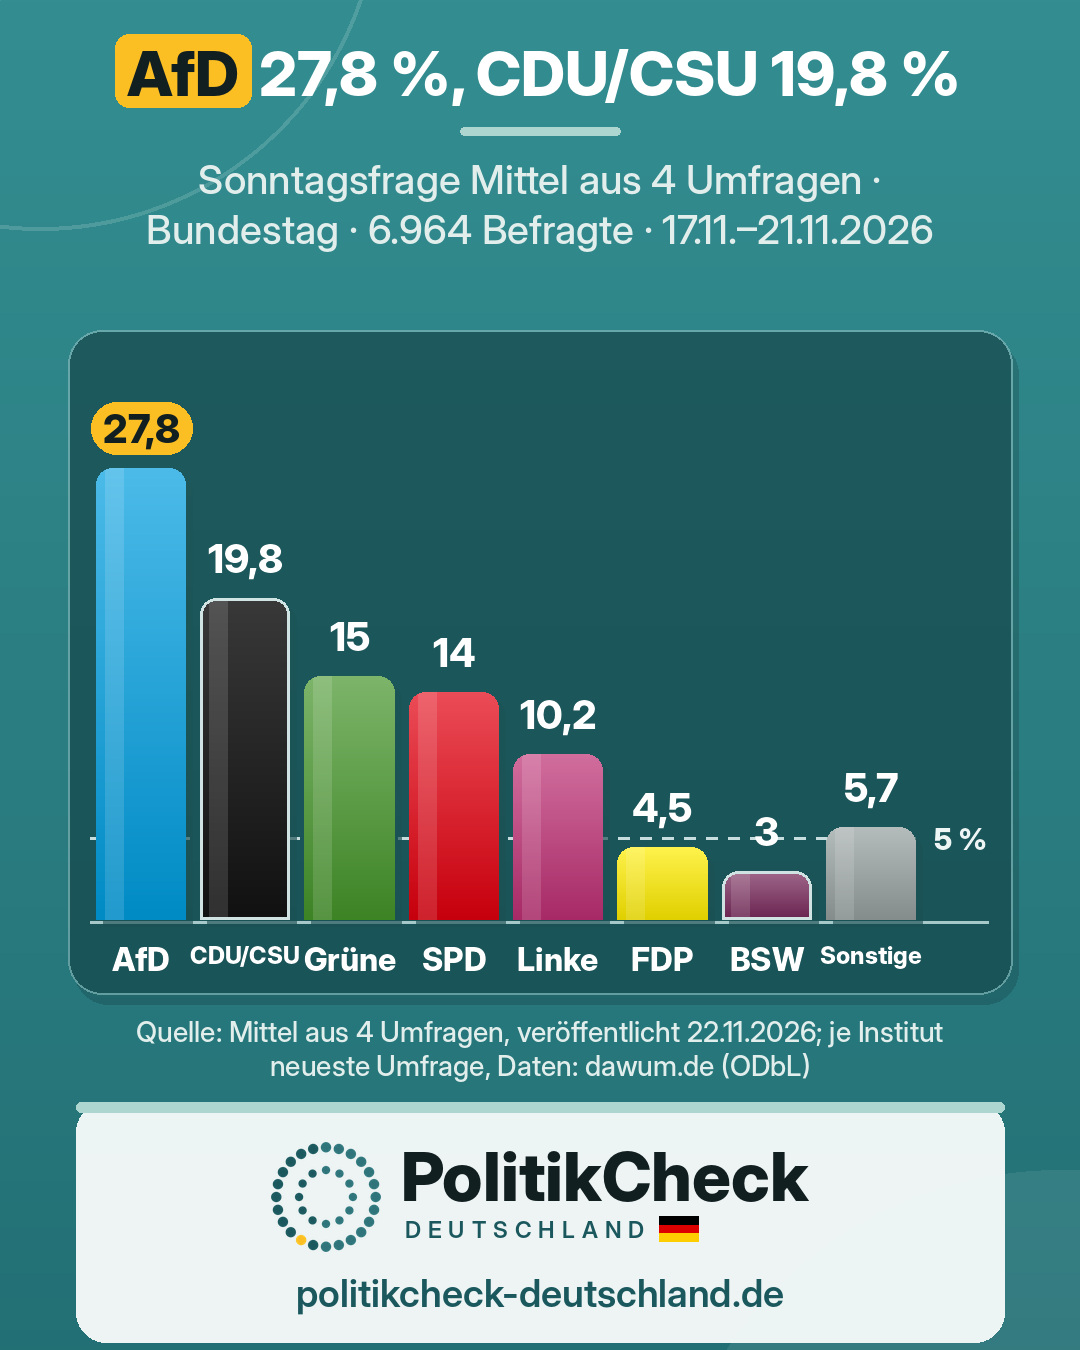 AfD 27,8 %, CDU/CSU 19,8 %
Sonntagsfrage Mittel aus 4 Umfragen ·
Bundestag · 6.964 Befragte · 17.11.–21.11.2026
27,8
19,8
15
14
10,2
4,5
3
5,7
5 %
AfD CDU/CSU Grüne SPD Linke FDP BSW Sonstige
Quelle: Mittel aus 4 Umfragen, veröffentlicht 22.11.2026; je Institut
neueste Umfrage, Daten: dawum.de (ODbL)
PolitikCheck
DEUTSCHLAND
politikcheck-deutschland.de